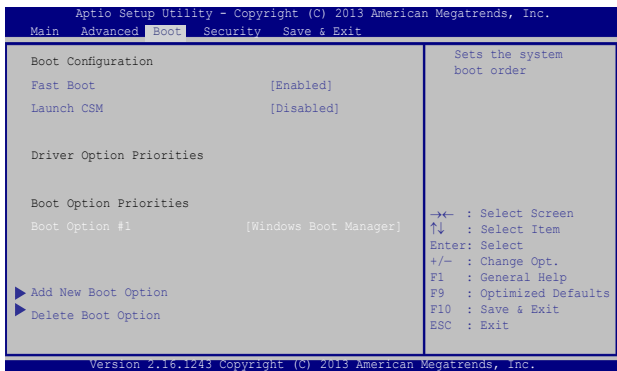 Aptio Setup Utility - Copyright (C) 2013 American Megatrends, Inc.
Main Advanced Boot Security Save & Exit
Boot Configuration
Fast Boot [Enabled]
Launch CSM [Disabled]
Driver Option Priorities
Boot Option Priorities
Boot Option #1 [Windows Boot Manager]
Add New Boot Option
Delete Boot Option
Sets the system
boot order
→← : Select Screen
↑↓ : Select Item
Enter: Select
+/− : Change Opt.
F1 : General Help
F9 : Optimized Defaults
F10 : Save & Exit
ESC : Exit
Version 2.16.1243 Copyright (C) 2013 American Megatrends, Inc.